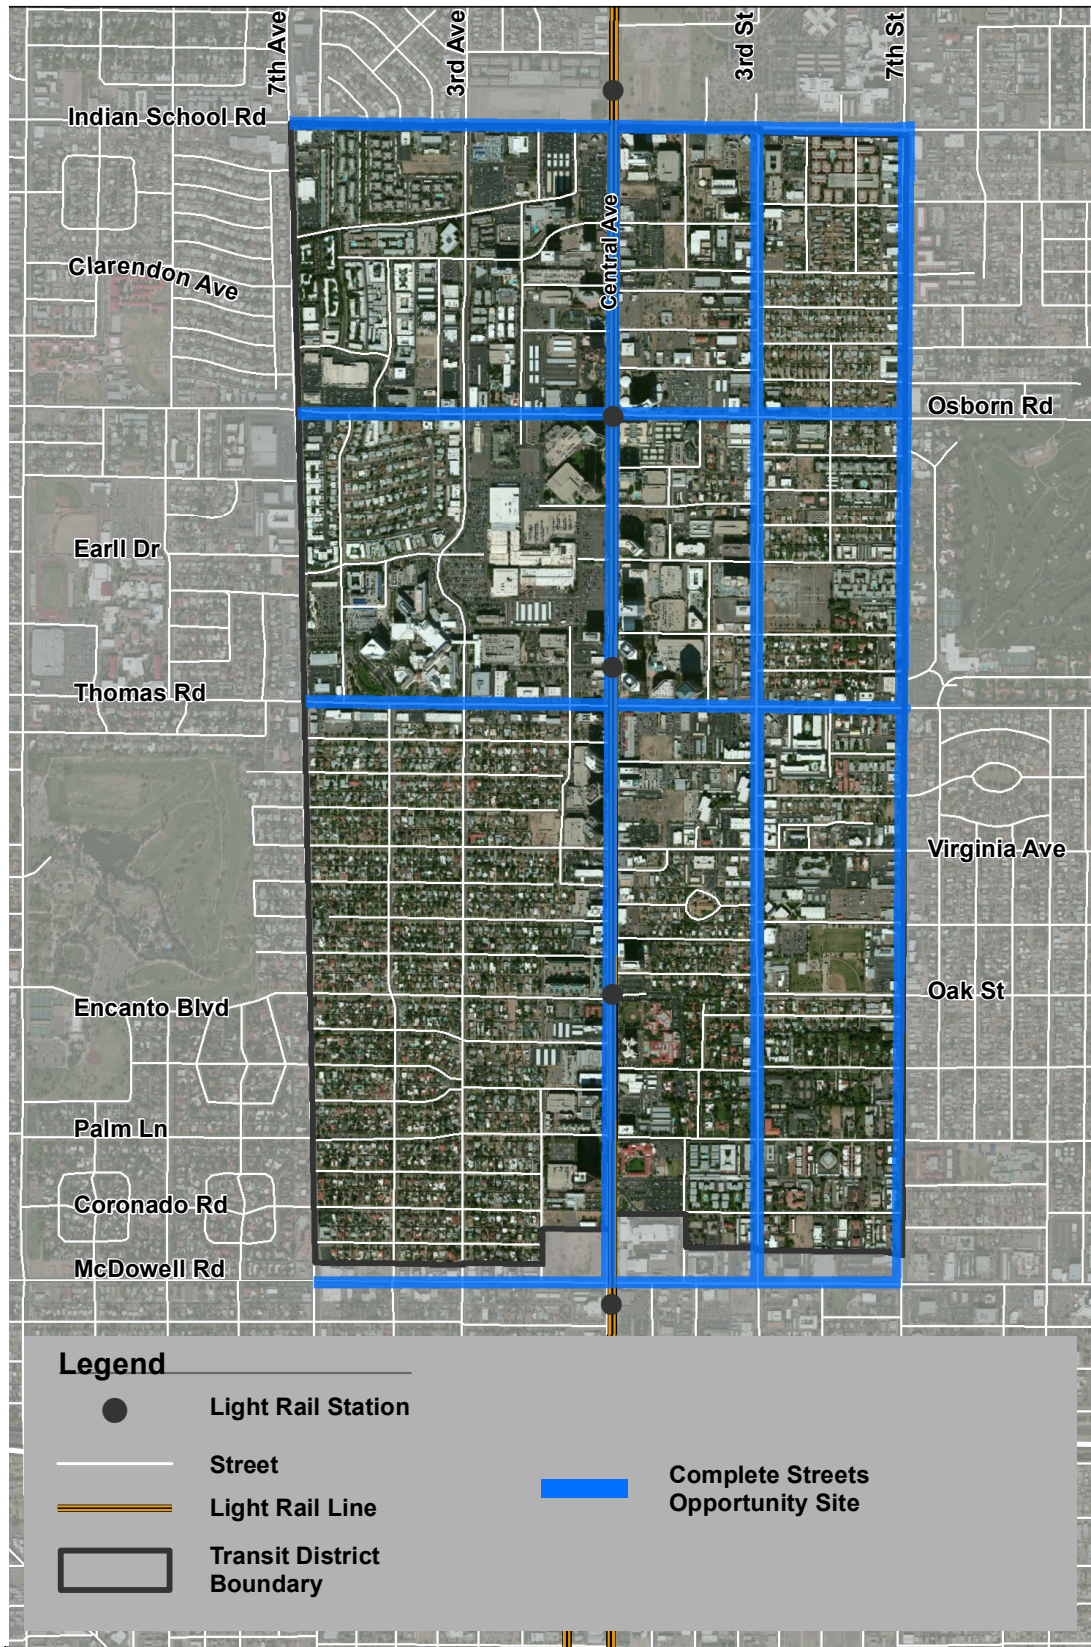 7th Ave
3rd Ave
3rd St
7th St
Indian School Rd
Central Ave
Clarendon Ave
Osborn Rd
Earll Dr
Thomas Rd
Virginia Ave
Oak St
Encanto Blvd
Palm Ln
Coronado Rd
McDowell Rd
Legend
Light Rail Station
Street
Light Rail Line
Transit District
Boundary
Complete Streets
Opportunity Site